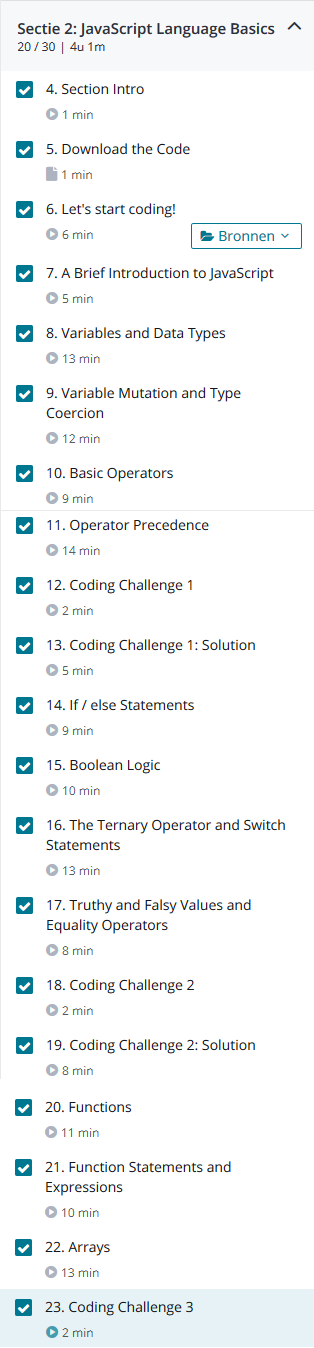 Sectie 2: JavaScript Language Basics
20 / 30 | 4u 1m
4. Section Intro
1 min
5. Download the Code
1 min
6. Let's start coding!
6 min
Bronnen
7. A Brief Introduction to JavaScript
5 min
8. Variables and Data Types
13 min
9. Variable Mutation and Type
Coercion
12 min
10. Basic Operators
9 min
11. Operator Precedence
14 min
12. Coding Challenge 1
2 min
13. Coding Challenge 1: Solution
5 min
14. If / else Statements
9 min
15. Boolean Logic
10 min
16. The Ternary Operator and Switch
Statements
13 min
17. Truthy and Falsy Values and
Equality Operators
8 min
18. Coding Challenge 2
2 min
19. Coding Challenge 2: Solution
8 min
20. Functions
11 min
21. Function Statements and
Expressions
10 min
22. Arrays
13 min
23. Coding Challenge 3
2 min